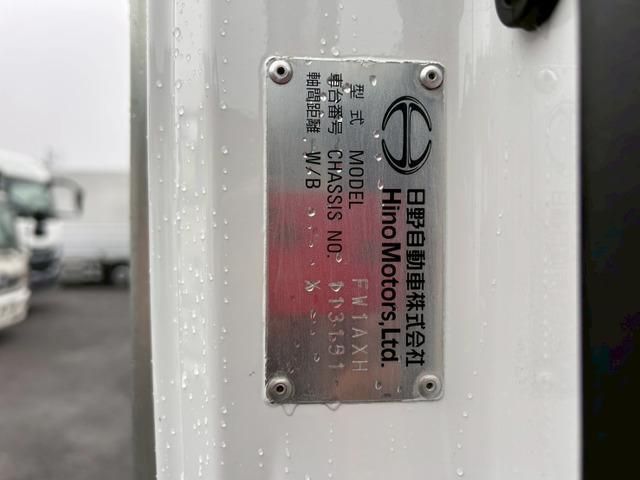 日野自動車株式会社
Hino Motors, Ltd.
型式 MODEL FW1AXH
車台番号 CHASSIS NO. 113191
軸間距離 W/B X